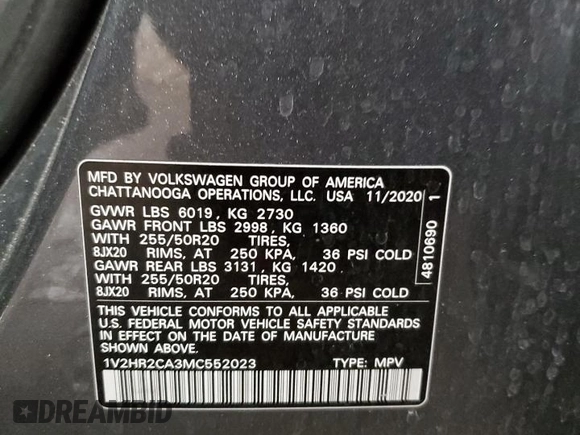 MFD BY VOLKSWAGEN GROUP OF AMERICA
CHATTANOOGA OPERATIONS, LLC. USA 11/2020
GVWR LBS 6019, KG 2730
GAWR FRONT LBS 2998, KG 1360
WITH 255/50R20 TIRES,
8JX20 RIMS, AT 250 KPA, 36 PSI COLD
GAWR REAR LBS 3131, KG 1420
WITH 255/50R20 TIRES,
8JX20 RIMS, AT 250 KPA, 36 PSI COLD
THIS VEHICLE CONFORMS TO ALL APPLICABLE
U.S. FEDERAL MOTOR VEHICLE SAFETY STANDARDS
IN EFFECT ON THE DATE OF MANUFACTURE
SHOWN ABOVE.
1V2HR2CA3MC552023 TYPE: MPV
4810690 1
DREAMBID